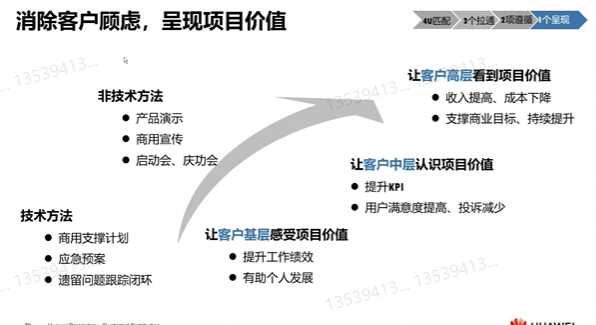 消除客户顾虑，呈现项目价值
4U匹配 3个拉通 2项遵循 1个呈现
13539413...
13539413... 13539413...
让客户高层看到项目价值
● 收入提高、成本下降
● 支撑商业目标、持续提升
非技术方法
● 产品演示
● 商用宣传
● 启动会、庆功会
让客户中层认识项目价值
● 提升KPI
● 用户满意度提高、投诉减少
技术方法
● 商用支撑计划
● 应急预案
● 遗留问题跟踪闭环
让客户基层感受项目价值
● 提升工作绩效
● 有助个人发展
13539413... 13539413...
HUAWEI